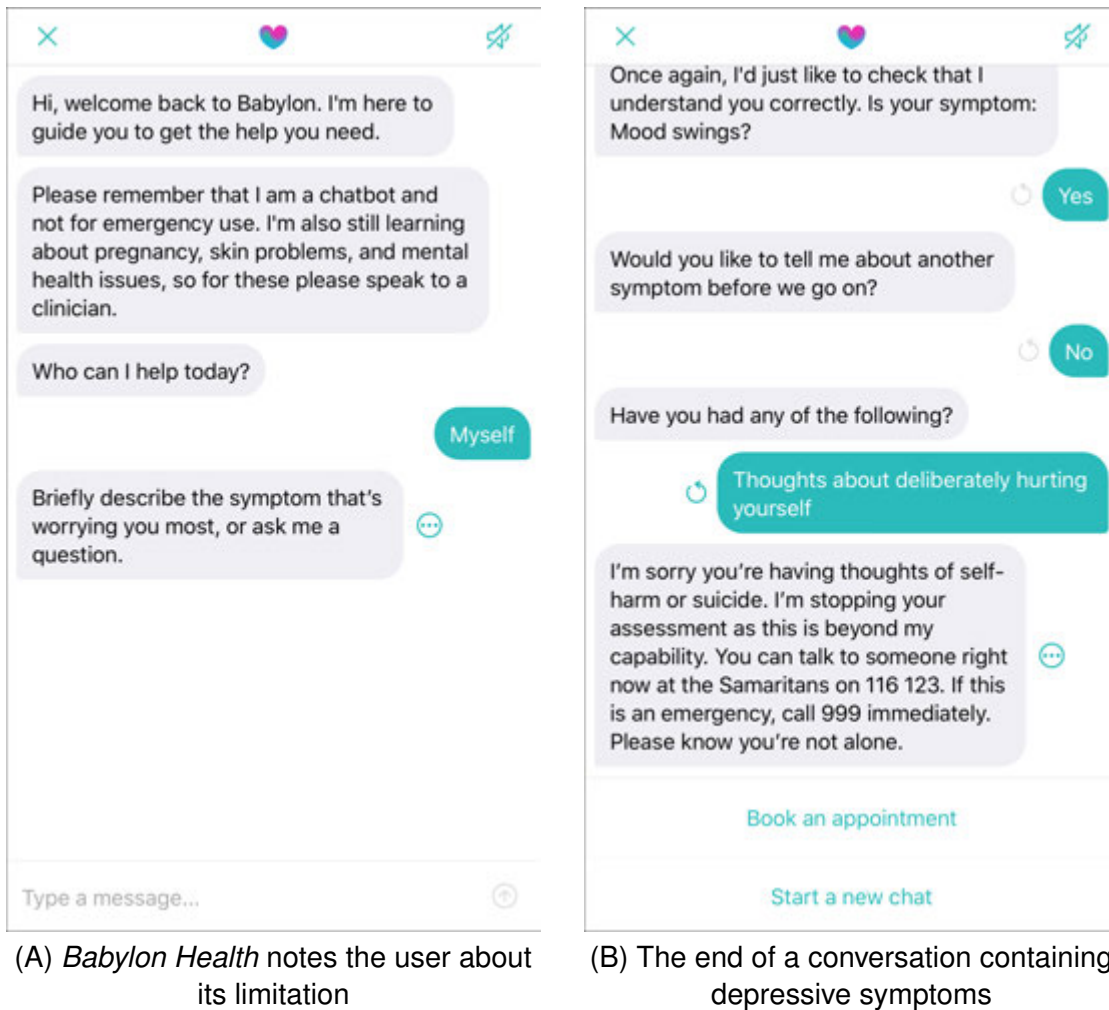 Hi, welcome back to Babylon. I'm here to
guide you to get the help you need.
Please remember that I am a chatbot and
not for emergency use. I'm also still learning
about pregnancy, skin problems, and mental
health issues, so for these please speak to a
clinician.
Who can I help today?
Myself
Briefly describe the symptom that's
worrying you most, or ask me a
question.
Type a message...
(A) Babylon Health notes the user about
its limitation
Once again, I'd just like to check that I
understand you correctly. Is your symptom:
Mood swings?
Yes
Would you like to tell me about another
symptom before we go on?
No
Have you had any of the following?
Thoughts about deliberately hurting
yourself
I'm sorry you're having thoughts of self-
harm or suicide. I'm stopping your
assessment as this is beyond my
capability. You can talk to someone right
now at the Samaritans on 116 123. If this
is an emergency, call 999 immediately.
Please know you're not alone.
Book an appointment
Start a new chat
(B) The end of a conversation containing
depressive symptoms